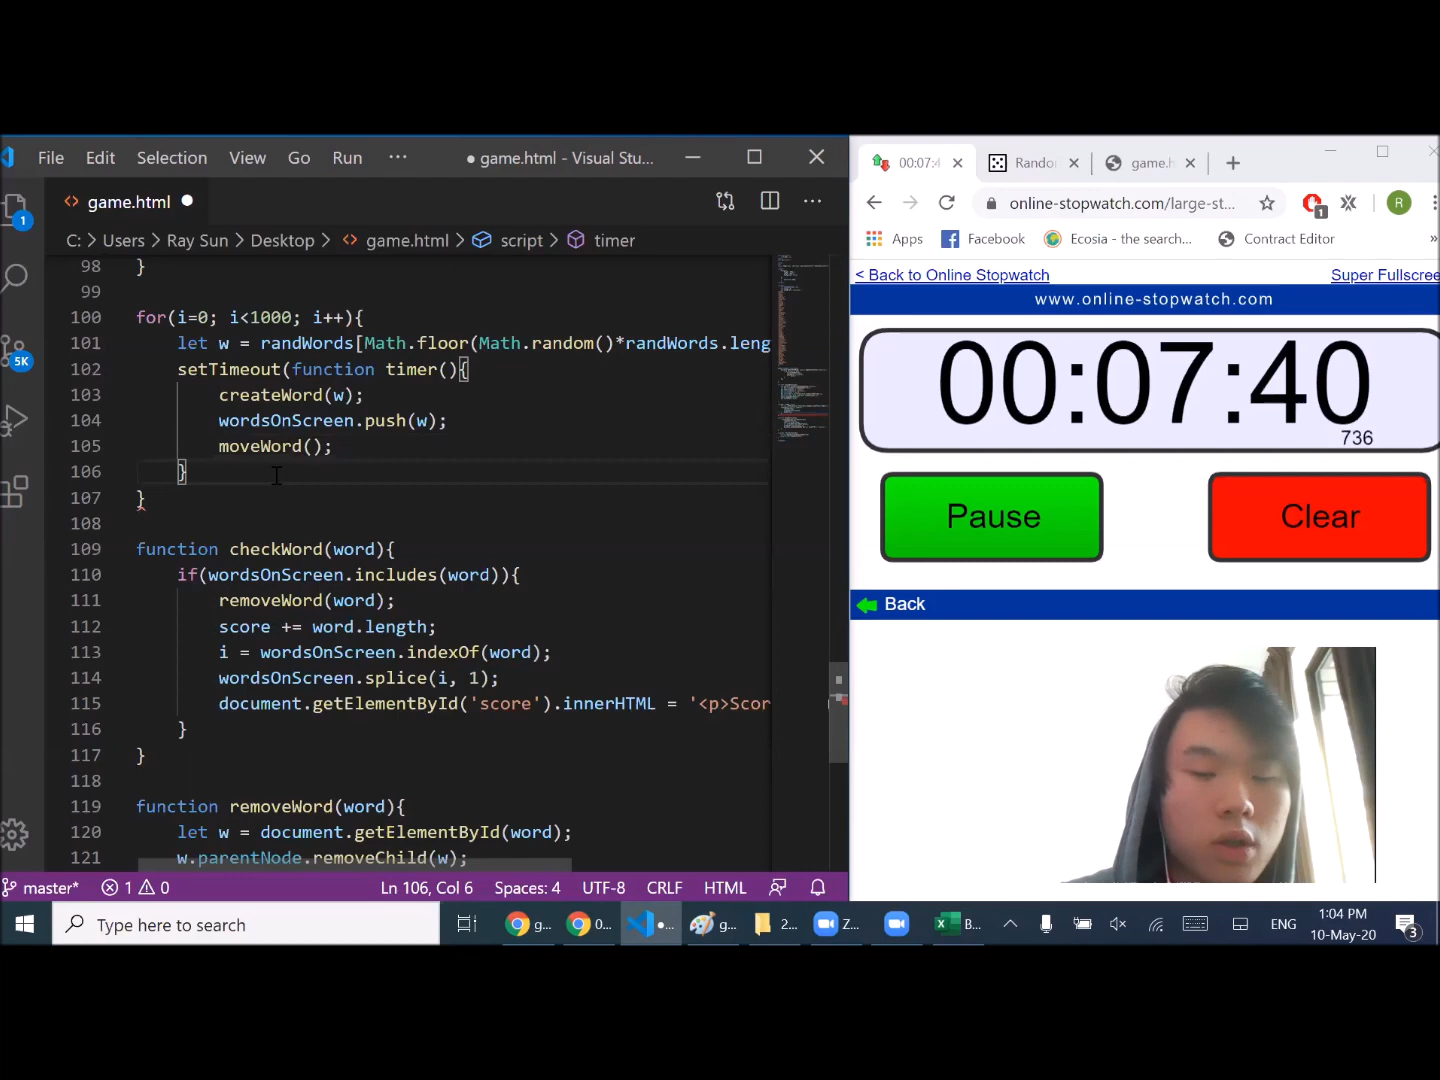 File Edit Selection View Go Run ··· ● game.html - Visual Stu...
game.html
C: > Users > Ray Sun > Desktop > game.html > script > timer
98 }
99
100 for(i=0; i<1000; i++){
101 let w = randWords[Math.floor(Math.random()*randWords.leng
102 setTimeout(function timer(){
103 createWord(w);
104 wordsOnScreen.push(w);
105 moveWord();
106 }
107 }
108
109 function checkWord(word){
110 if(wordsOnScreen.includes(word)){
111 removeWord(word);
112 score += word.length;
113 i = wordsOnScreen.indexOf(word);
114 wordsOnScreen.splice(i, 1);
115 document.getElementById('score').innerHTML = '<p>Scor
116 }
117 }
118
119 function removeWord(word){
120 let w = document.getElementById(word);
121 w.parentNode.removeChild(w);
1
5K
master* 1 0 Ln 106, Col 6 Spaces: 4 UTF-8 CRLF HTML
00:07:4 Rando game.h
online-stopwatch.com/large-st... 1 R
Apps Facebook Ecosia - the search... Contract Editor »
< Back to Online Stopwatch Super Fullscree
www.online-stopwatch.com
00:07:40
736
Pause Clear
Back
Type here to search g... 0... ... g... 2... Z... B... ENG 1:04 PM
10-May-20 3